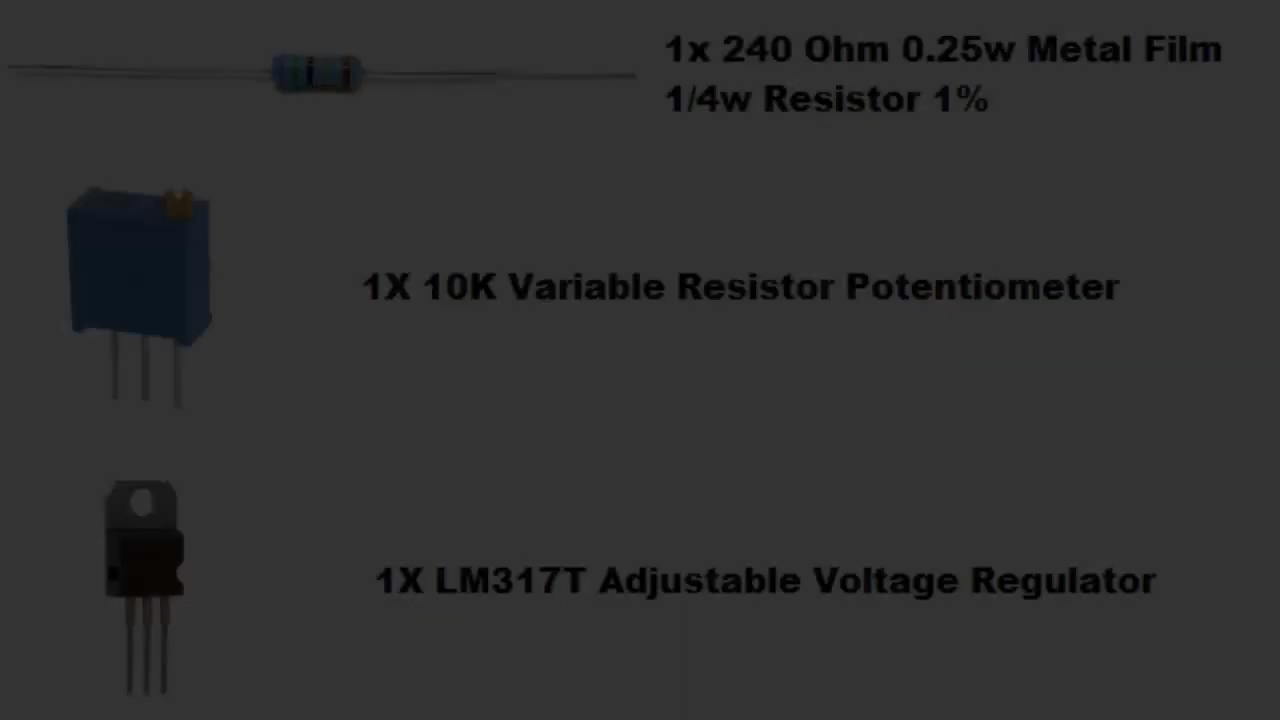 1x 240 Ohm 0.25w Metal Film
1/4w Resistor 1%
1X 10K Variable Resistor Potentiometer
1X LM317T Adjustable Voltage Regulator